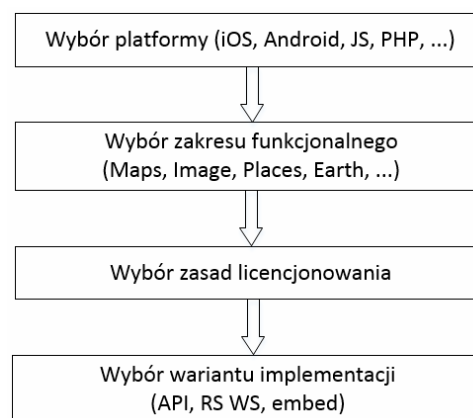 Wybór platformy (iOS, Android, JS, PHP, ...)
Wybór zakresu funkcjonalnego
(Maps, Image, Places, Earth, ...)
Wybór zasad licencjonowania
Wybór wariantu implementacji
(API, RS WS, embed)